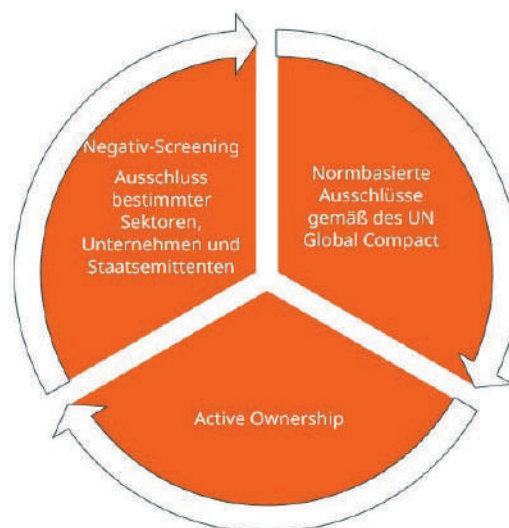 Negativ-Screening
Ausschluss
bestimmter
Sektoren,
Unternehmen und
Staatsemittenten
Normbasierte
Ausschlüsse
gemäß des UN
Global Compact
Active Ownership